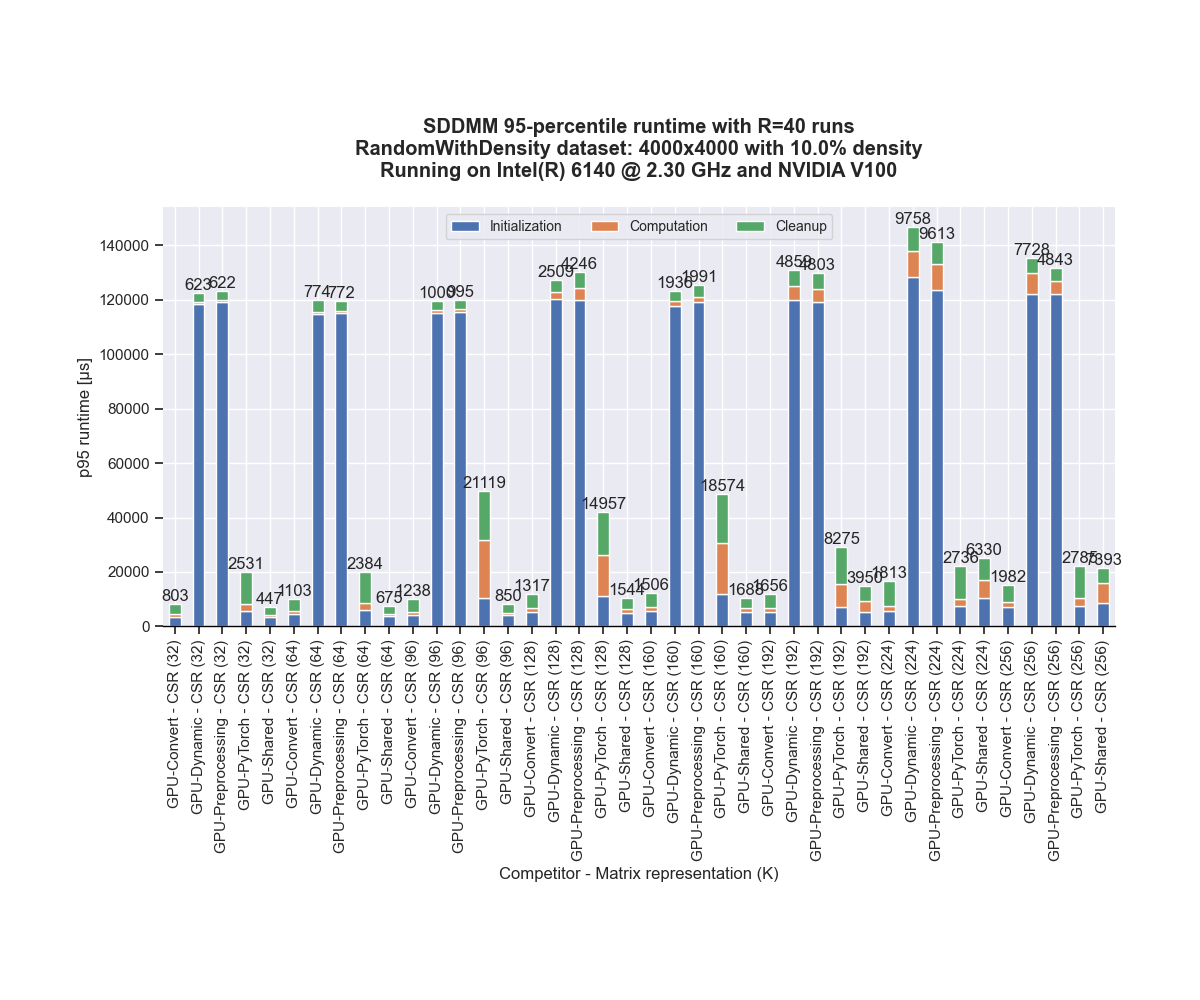 SDDMM 95-percentile runtime with R=40 runs
RandomWithDensity dataset: 4000x4000 with 10.0% density
Running on Intel(R) 6140 @ 2.30 GHz and NVIDIA V100
Initialization
Computation
Cleanup
p95 runtime [µs]
140000
120000
100000
80000
60000
40000
20000
0
803
623
622
2531
447
1103
774
772
2384
675
1238
1000
995
21119
850
1317
2509
4246
14957
1544
1506
1936
1991
18574
1688
1656
4859
4803
8275
3950
1813
9758
9613
2736
6330
1982
7728
4843
2785
7393
GPU-Convert - CSR (32)
GPU-Dynamic - CSR (32)
GPU-Preprocessing - CSR (32)
GPU-PyTorch - CSR (32)
GPU-Shared - CSR (32)
GPU-Convert - CSR (64)
GPU-Dynamic - CSR (64)
GPU-Preprocessing - CSR (64)
GPU-PyTorch - CSR (64)
GPU-Shared - CSR (64)
GPU-Convert - CSR (96)
GPU-Dynamic - CSR (96)
GPU-Preprocessing - CSR (96)
GPU-PyTorch - CSR (96)
GPU-Shared - CSR (96)
GPU-Convert - CSR (128)
GPU-Dynamic - CSR (128)
GPU-Preprocessing - CSR (128)
GPU-PyTorch - CSR (128)
GPU-Shared - CSR (128)
GPU-Convert - CSR (160)
GPU-Dynamic - CSR (160)
GPU-Preprocessing - CSR (160)
GPU-PyTorch - CSR (160)
GPU-Shared - CSR (160)
GPU-Convert - CSR (192)
GPU-Dynamic - CSR (192)
GPU-Preprocessing - CSR (192)
GPU-PyTorch - CSR (192)
GPU-Shared - CSR (192)
GPU-Convert - CSR (224)
GPU-Dynamic - CSR (224)
GPU-Preprocessing - CSR (224)
GPU-PyTorch - CSR (224)
GPU-Shared - CSR (224)
GPU-Convert - CSR (256)
GPU-Dynamic - CSR (256)
GPU-Preprocessing - CSR (256)
GPU-PyTorch - CSR (256)
GPU-Shared - CSR (256)
Competitor - Matrix representation (K)